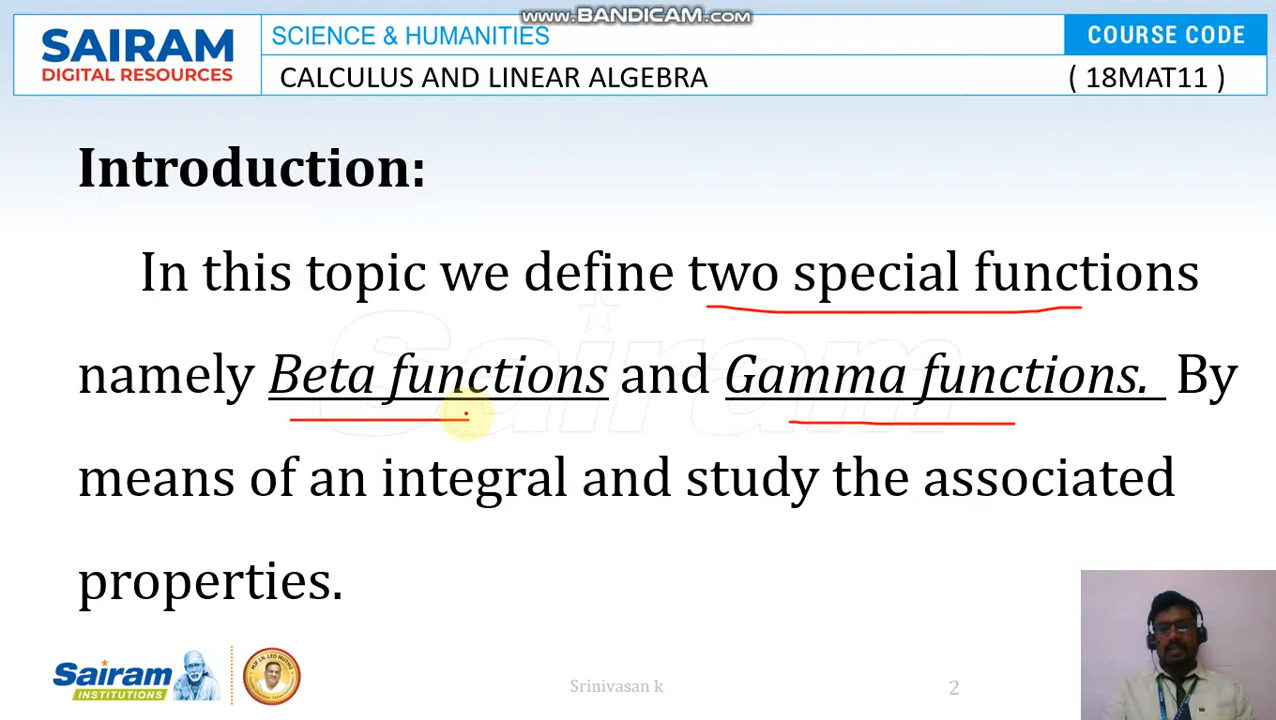 www.BANDICAM.com
SAIRAM
DIGITAL RESOURCES
SCIENCE & HUMANITIES
COURSE CODE
CALCULUS AND LINEAR ALGEBRA
( 18MAT11 )
Introduction:
In this topic we define two special functions
namely Beta functions and Gamma functions. By
means of an integral and study the associated
properties.
Sairam
Sairam
INSTITUTIONS
Srinivasan k
2